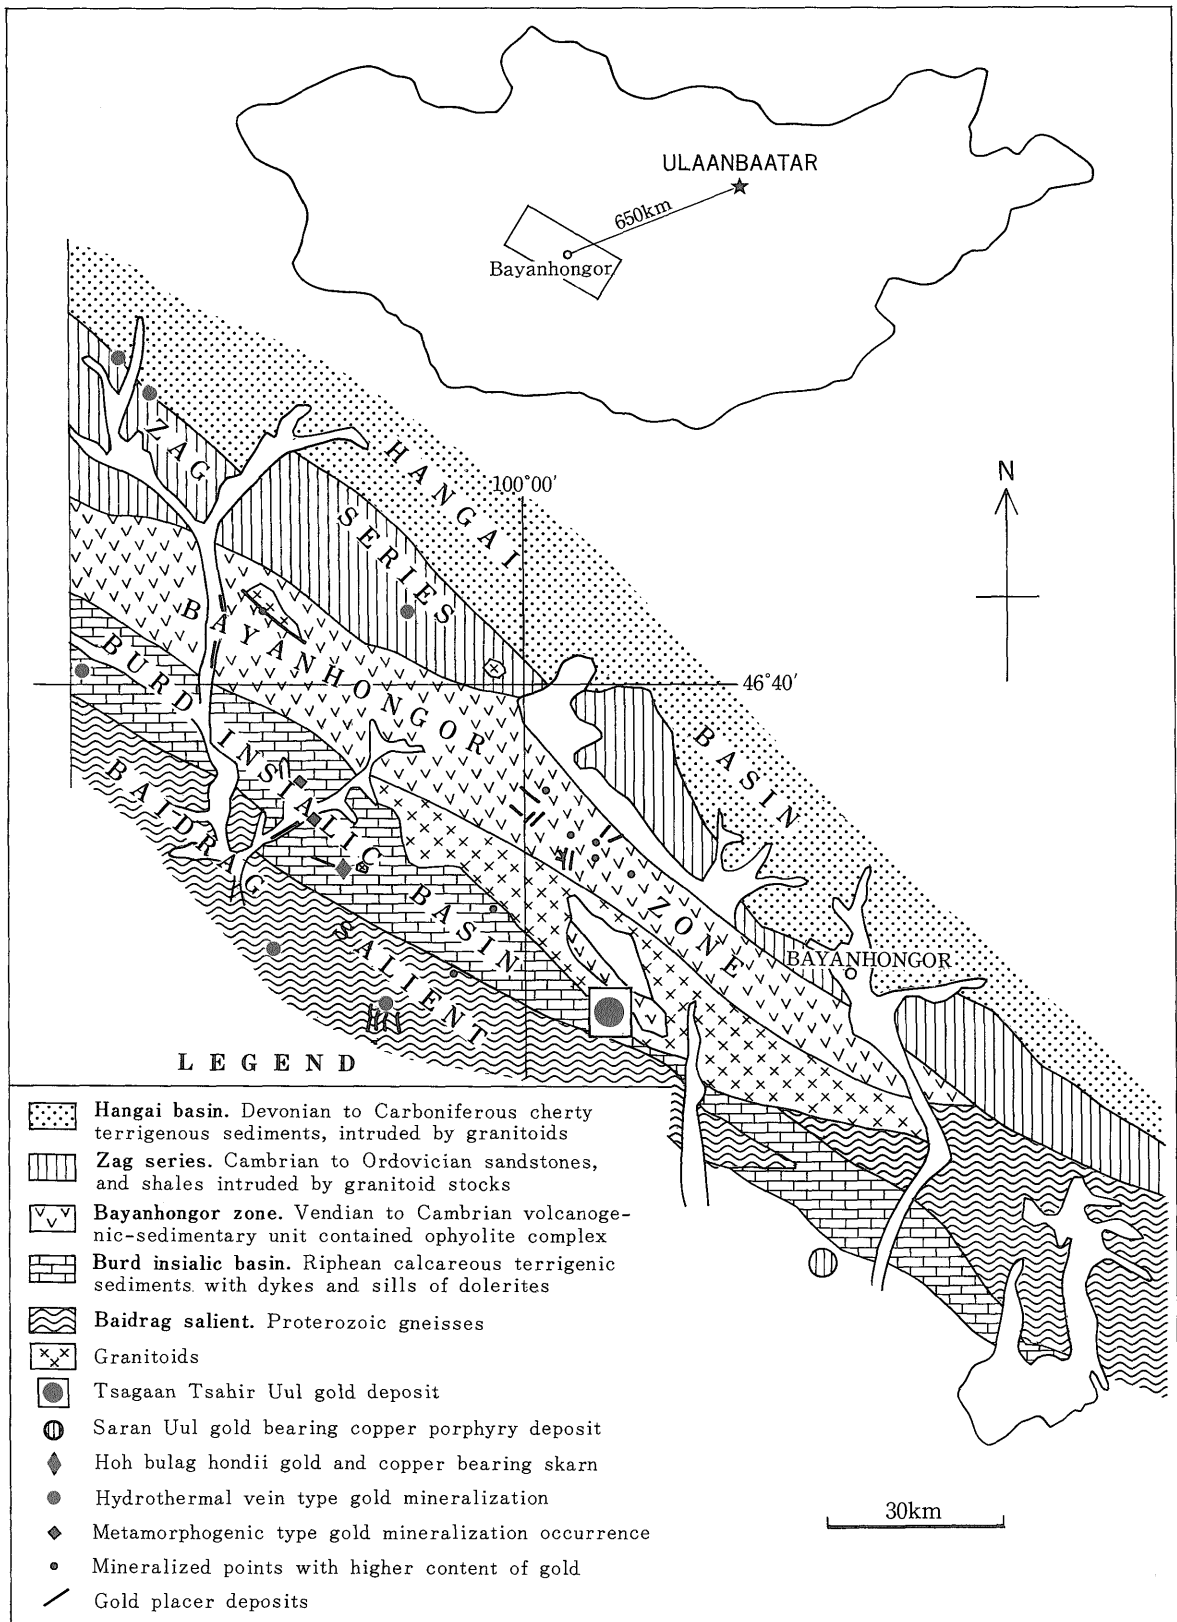 ULAANBAATAR
650km
Bayanhongor
N
100°00′
46°40′
HANGAI
BASIN
ZAG
SERIES
BAYANHONGOR
ZONE
BURD INSIALIC BASIN
BAIDRAG
SALIENT
BAYANHONGOR
30km
LEGEND
Hangai basin. Devonian to Carboniferous cherty
terrigenous sediments, intruded by granitoids
Zag series. Cambrian to Ordovician sandstones,
and shales intruded by granitoid stocks
Bayanhongor zone. Vendian to Cambrian volcanoge-
nic-sedimentary unit contained ophyolite complex
Burd insialic basin. Riphean calcareous terrigenic
sediments with dykes and sills of dolerites
Baidrag salient. Proterozoic gneisses
Granitoids
Tsagaan Tsahir Uul gold deposit
Saran Uul gold bearing copper porphyry deposit
Hoh bulag hondii gold and copper bearing skarn
Hydrothermal vein type gold mineralization
Metamorphogenic type gold mineralization occurrence
Mineralized points with higher content of gold
Gold placer deposits